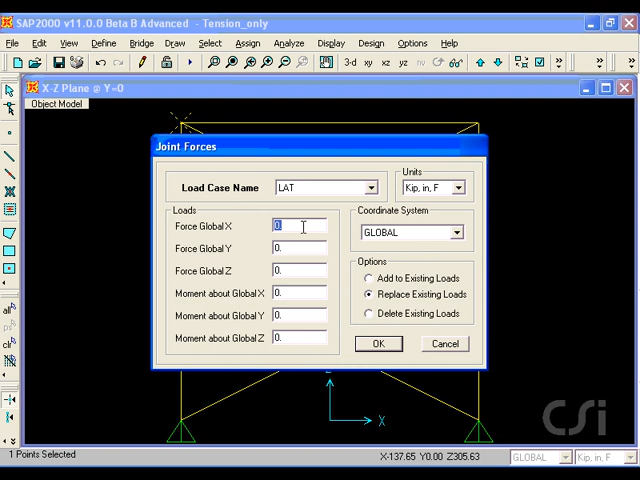 SAP2000 v11.0.0 Beta B Advanced - Tension_only
File Edit View Define Bridge Draw Select Assign Analyze Display Design Options Help
3-d xy xz yz nv
X-Z Plane @ Y=0
Object Model
Joint Forces
Load Case Name LAT
Units
Kip, in, F
Loads
Force Global X 0.
Force Global Y 0.
Force Global Z 0.
Moment about Global X 0.
Moment about Global Y 0.
Moment about Global Z 0.
Coordinate System
GLOBAL
Options
Add to Existing Loads
Replace Existing Loads
Delete Existing Loads
OK Cancel
all
ps
clr
X
CSi
1 Points Selected X-137.65 Y0.00 Z305.63 GLOBAL Kip, in, F